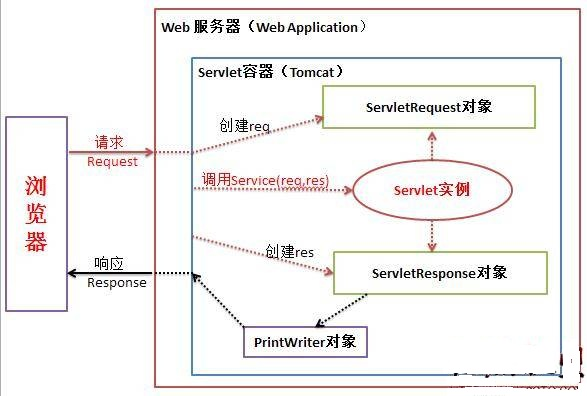 Web 服务器（Web Application）
Servlet容器（Tomcat）
ServletRequest对象
创建req
请求
Request
浏览器
调用Service(req,res)
Servlet实例
创建res
响应
Response
ServletResponse对象
PrintWriter对象